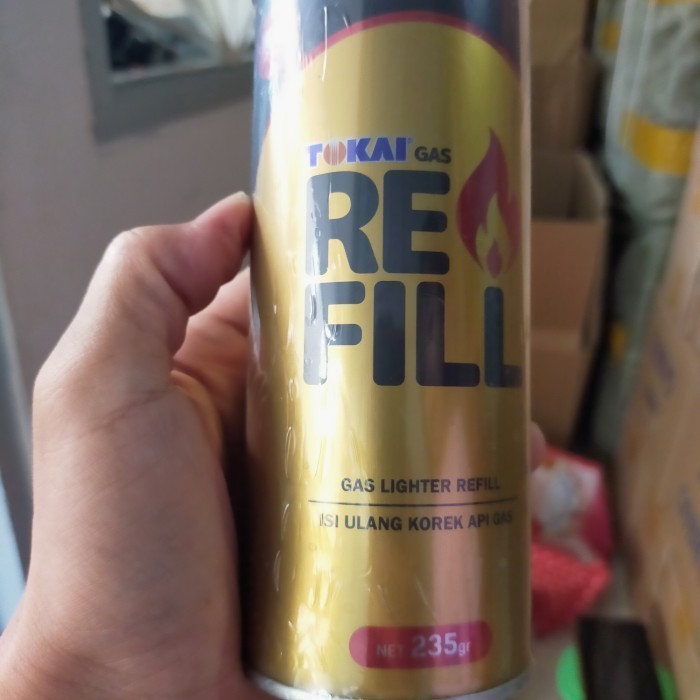 TOKAI GAS
RE
FILL
GAS LIGHTER REFILL
ISI ULANG KOREK API GAS
NET 235gr